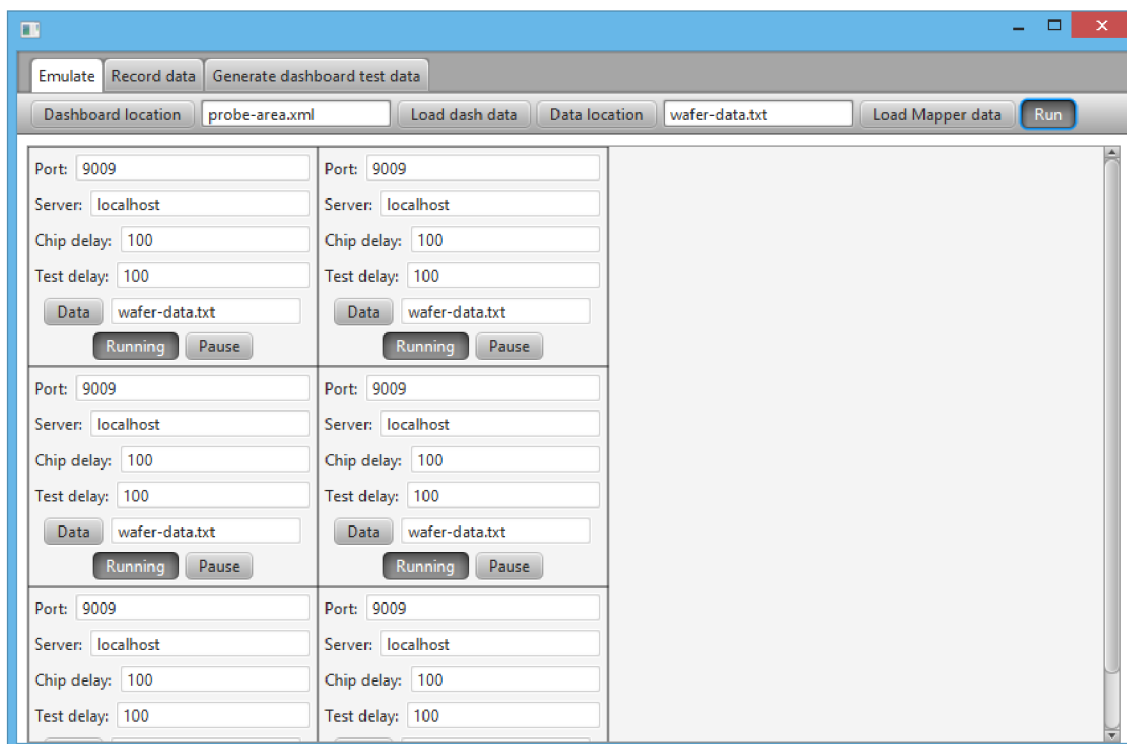 Emulate Record data Generate dashboard test data
Dashboard location probe-area.xml Load dash data Data location wafer-data.txt Load Mapper data Run
Port: 9009 Port: 9009
Server: localhost Server: localhost
Chip delay: 100 Chip delay: 100
Test delay: 100 Test delay: 100
Data wafer-data.txt Data wafer-data.txt
Running Pause Running Pause
Port: 9009 Port: 9009
Server: localhost Server: localhost
Chip delay: 100 Chip delay: 100
Test delay: 100 Test delay: 100
Data wafer-data.txt Data wafer-data.txt
Running Pause Running Pause
Port: 9009 Port: 9009
Server: localhost Server: localhost
Chip delay: 100 Chip delay: 100
Test delay: 100 Test delay: 100